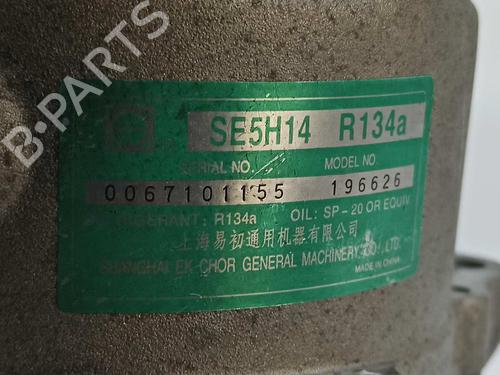 B-PARTS
SE5H14 R134a
SERIAL NO. MODEL NO.
0067101155 196626
REFRIGERANT: R134a OIL: SP-20 OR EQUIV.
上海易初通用机器有限公司
SHANGHAI EK CHOR GENERAL MACHINERY CO., LTD.
MADE IN CHINA